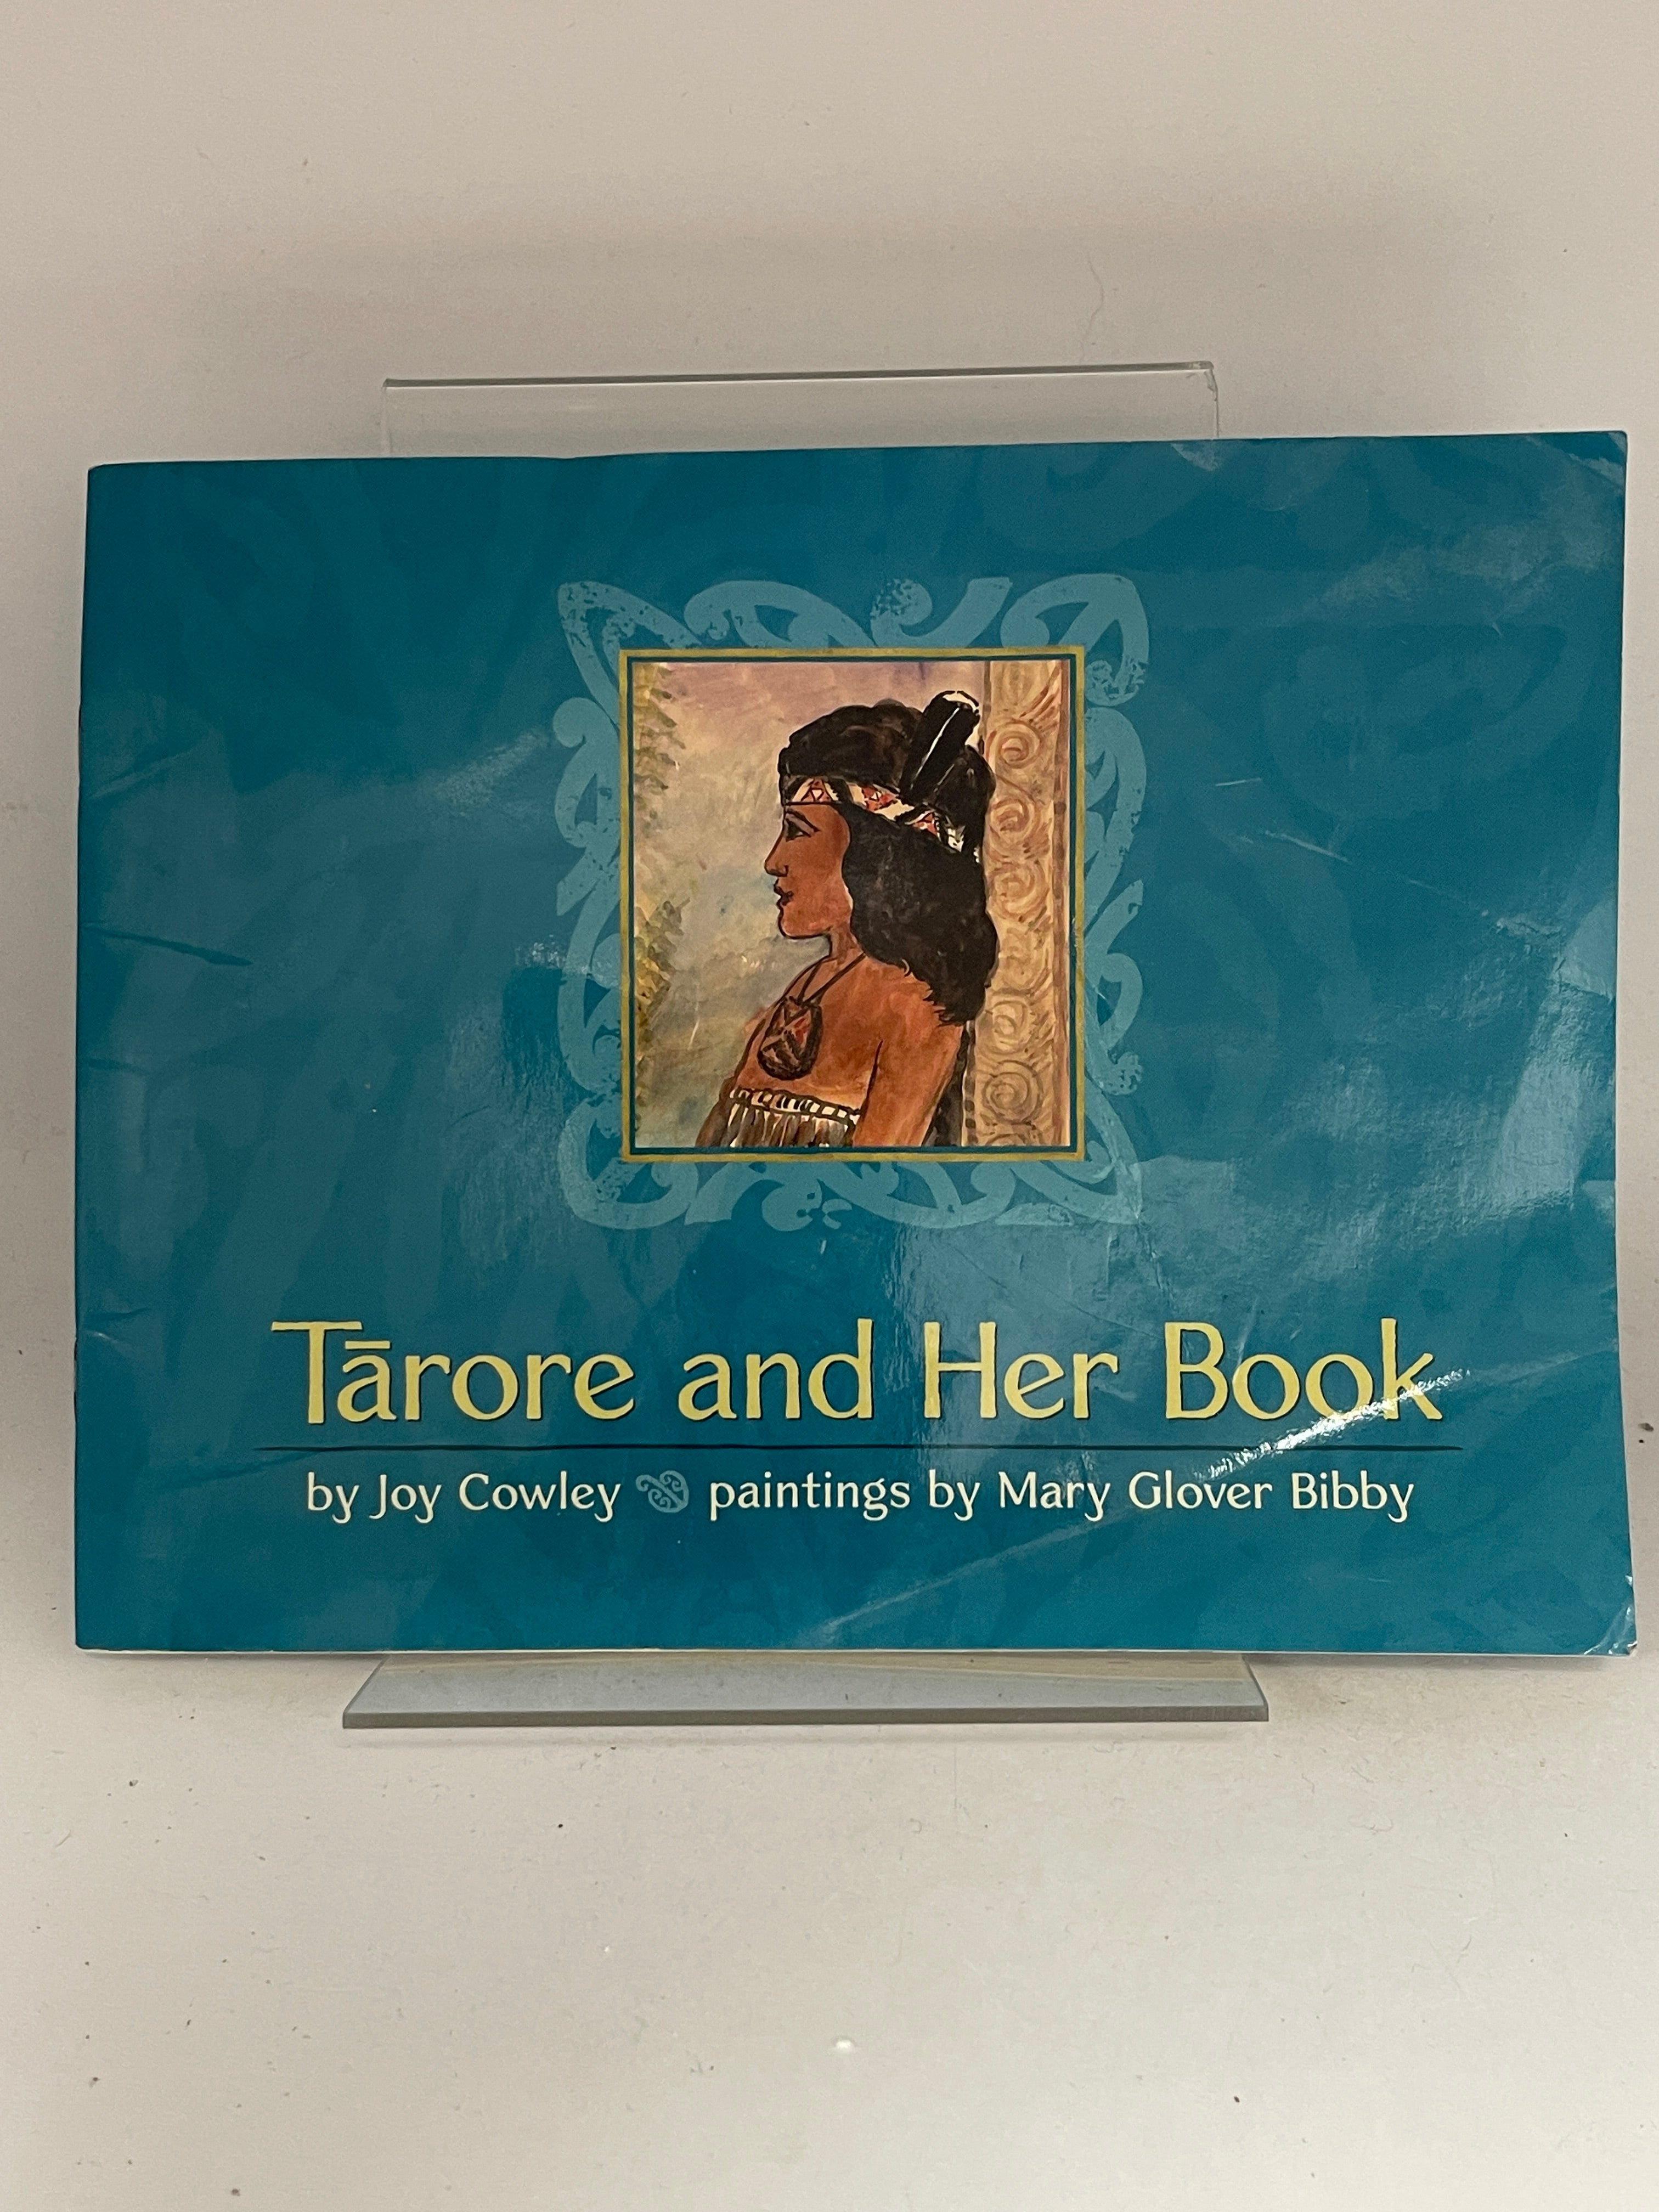 Tārore and Her Book
by Joy Cowley paintings by Mary Glover Bibby